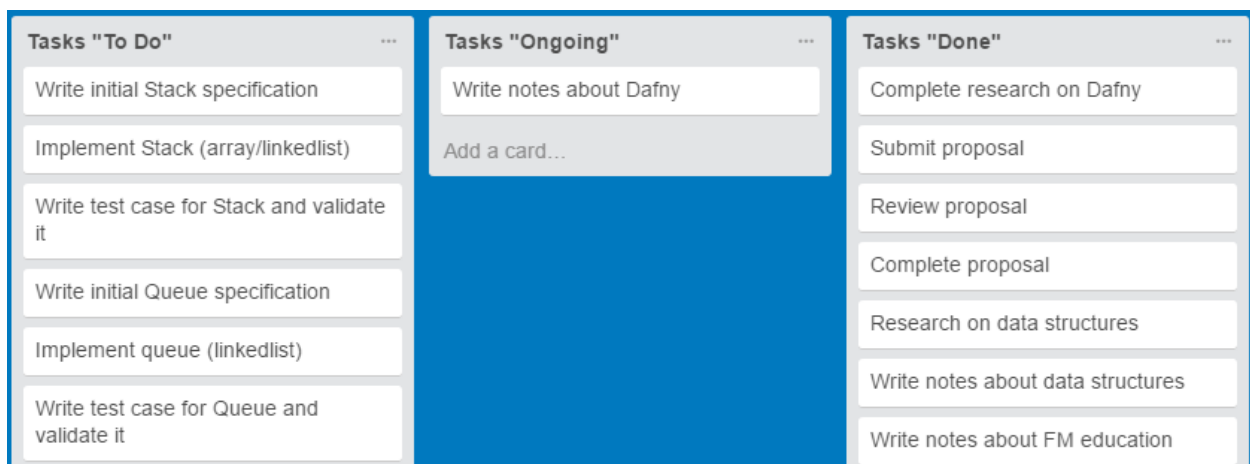 Tasks "To Do"
Write initial Stack specification
Implement Stack (array/linkedlist)
Write test case for Stack and validate
it
Write initial Queue specification
Implement queue (linkedlist)
Write test case for Queue and
validate it
Tasks "Ongoing"
Write notes about Dafny
Add a card...
Tasks "Done"
Complete research on Dafny
Submit proposal
Review proposal
Complete proposal
Research on data structures
Write notes about data structures
Write notes about FM education